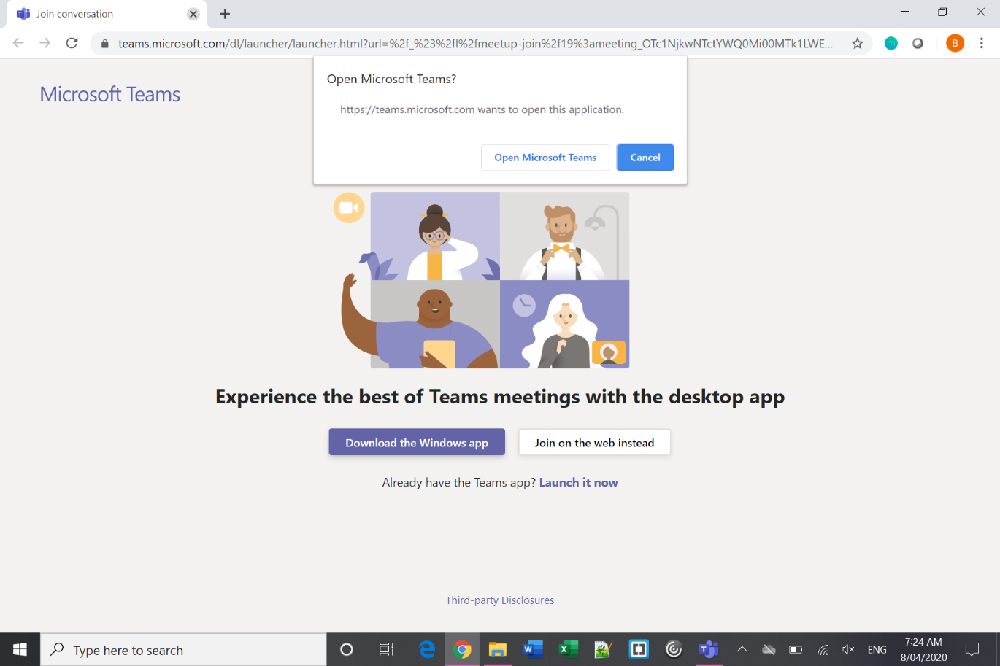 Join conversation
teams.microsoft.com/dl/launcher/launcher.html?url=%2f_%23%2fl%2fmeetup-join%2f19%3ameeting_OTc1NjkwNTctYWQ0Mi00MTk1LWE...
B
Open Microsoft Teams?
https://teams.microsoft.com wants to open this application.
Open Microsoft Teams
Cancel
Microsoft Teams
Experience the best of Teams meetings with the desktop app
Download the Windows app
Join on the web instead
Already have the Teams app? Launch it now
Third-party Disclosures
Type here to search
ENG
7:24 AM
8/04/2020